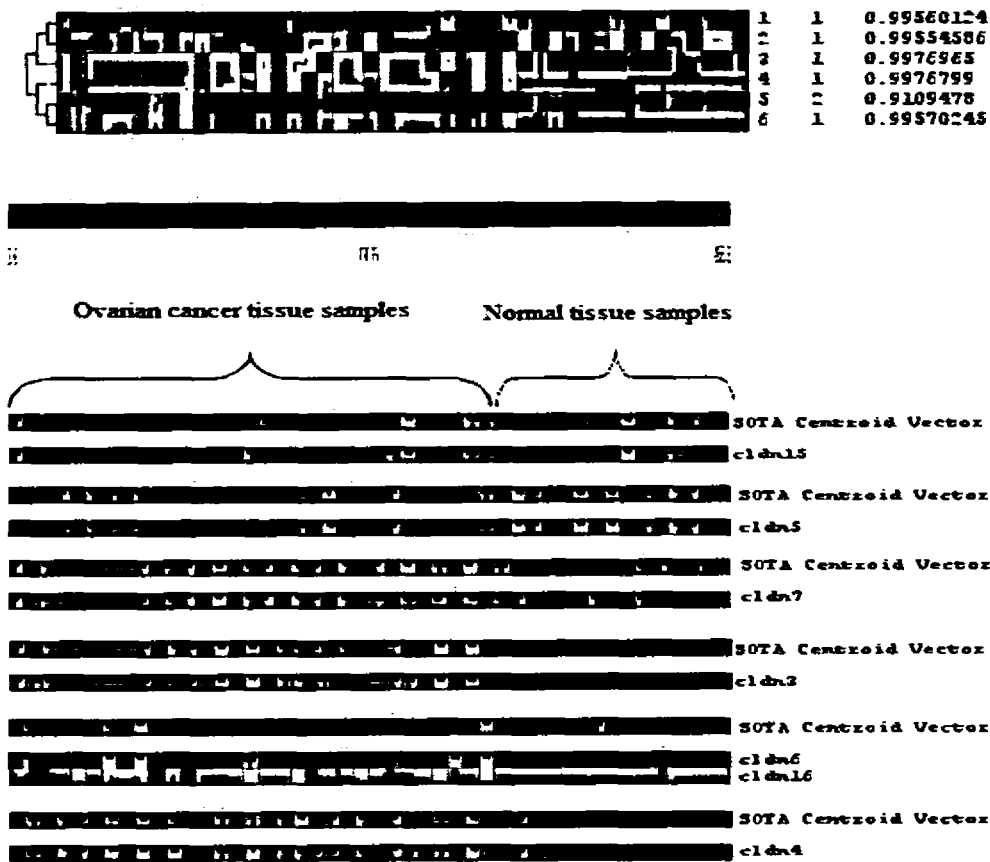 1 1 0.99560124
2 1 0.99554586
3 1 0.9976965
4 1 0.9976799
5 2 0.9109478
6 1 0.99570245
Ovarian cancer tissue samples
Normal tissue samples
SOTA Centroid Vector
cldn15
SOTA Centroid Vector
cldn5
SOTA Centroid Vector
cldn7
SOTA Centroid Vector
cldn3
SOTA Centroid Vector
cldn6
cldn16
SOTA Centroid Vector
cldn4